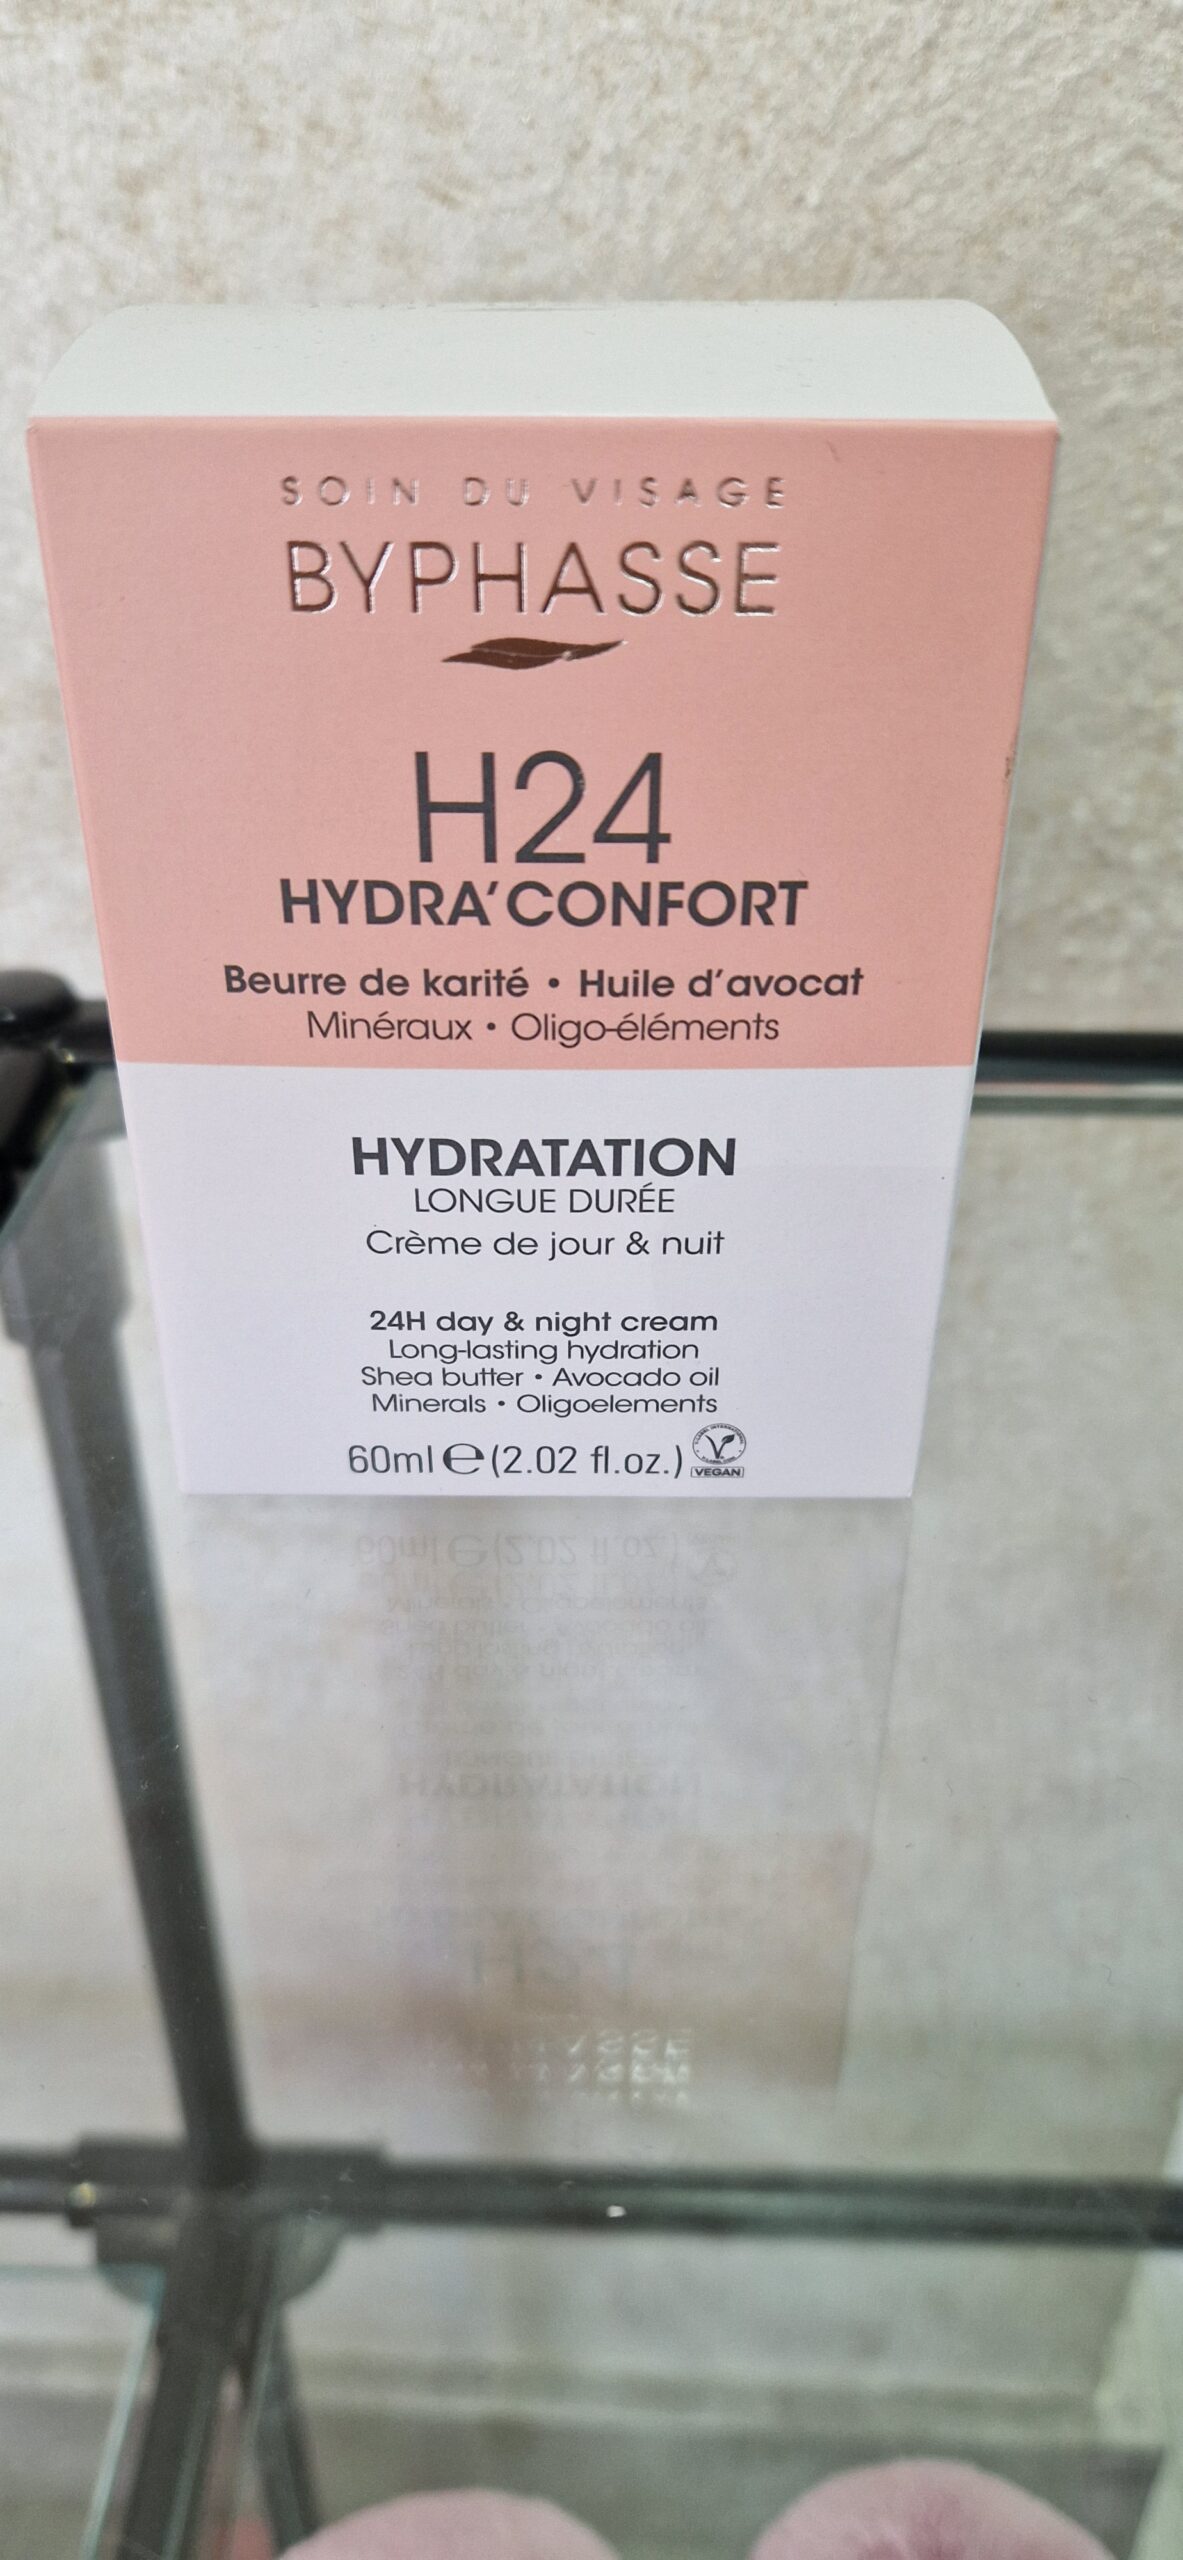 SOIN DU VISAGE
BYPHASSE
H24
HYDRA'CONFORT
Beurre de karité • Huile d'avocat
Minéraux • Oligo-éléments
HYDRATATION
LONGUE DURÉE
Crème de jour & nuit
24H day & night cream
Long-lasting hydration
Shea butter • Avocado oil
Minerals • Oligoelements
60ml ℮ (2.02 fl.oz.)
VEGAN